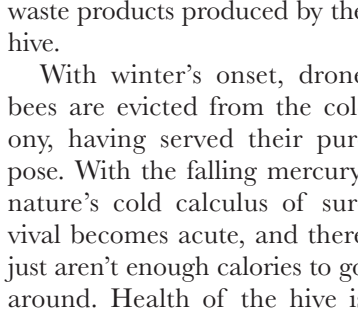 waste products produced by the
hive.
With winter's onset, drone
bees are evicted from the col
ony, having served their pur
pose. With the falling mercury
nature's cold calculus of sur
vival becomes acute, and there
just aren't enough calories to go
around. Health of the hive is